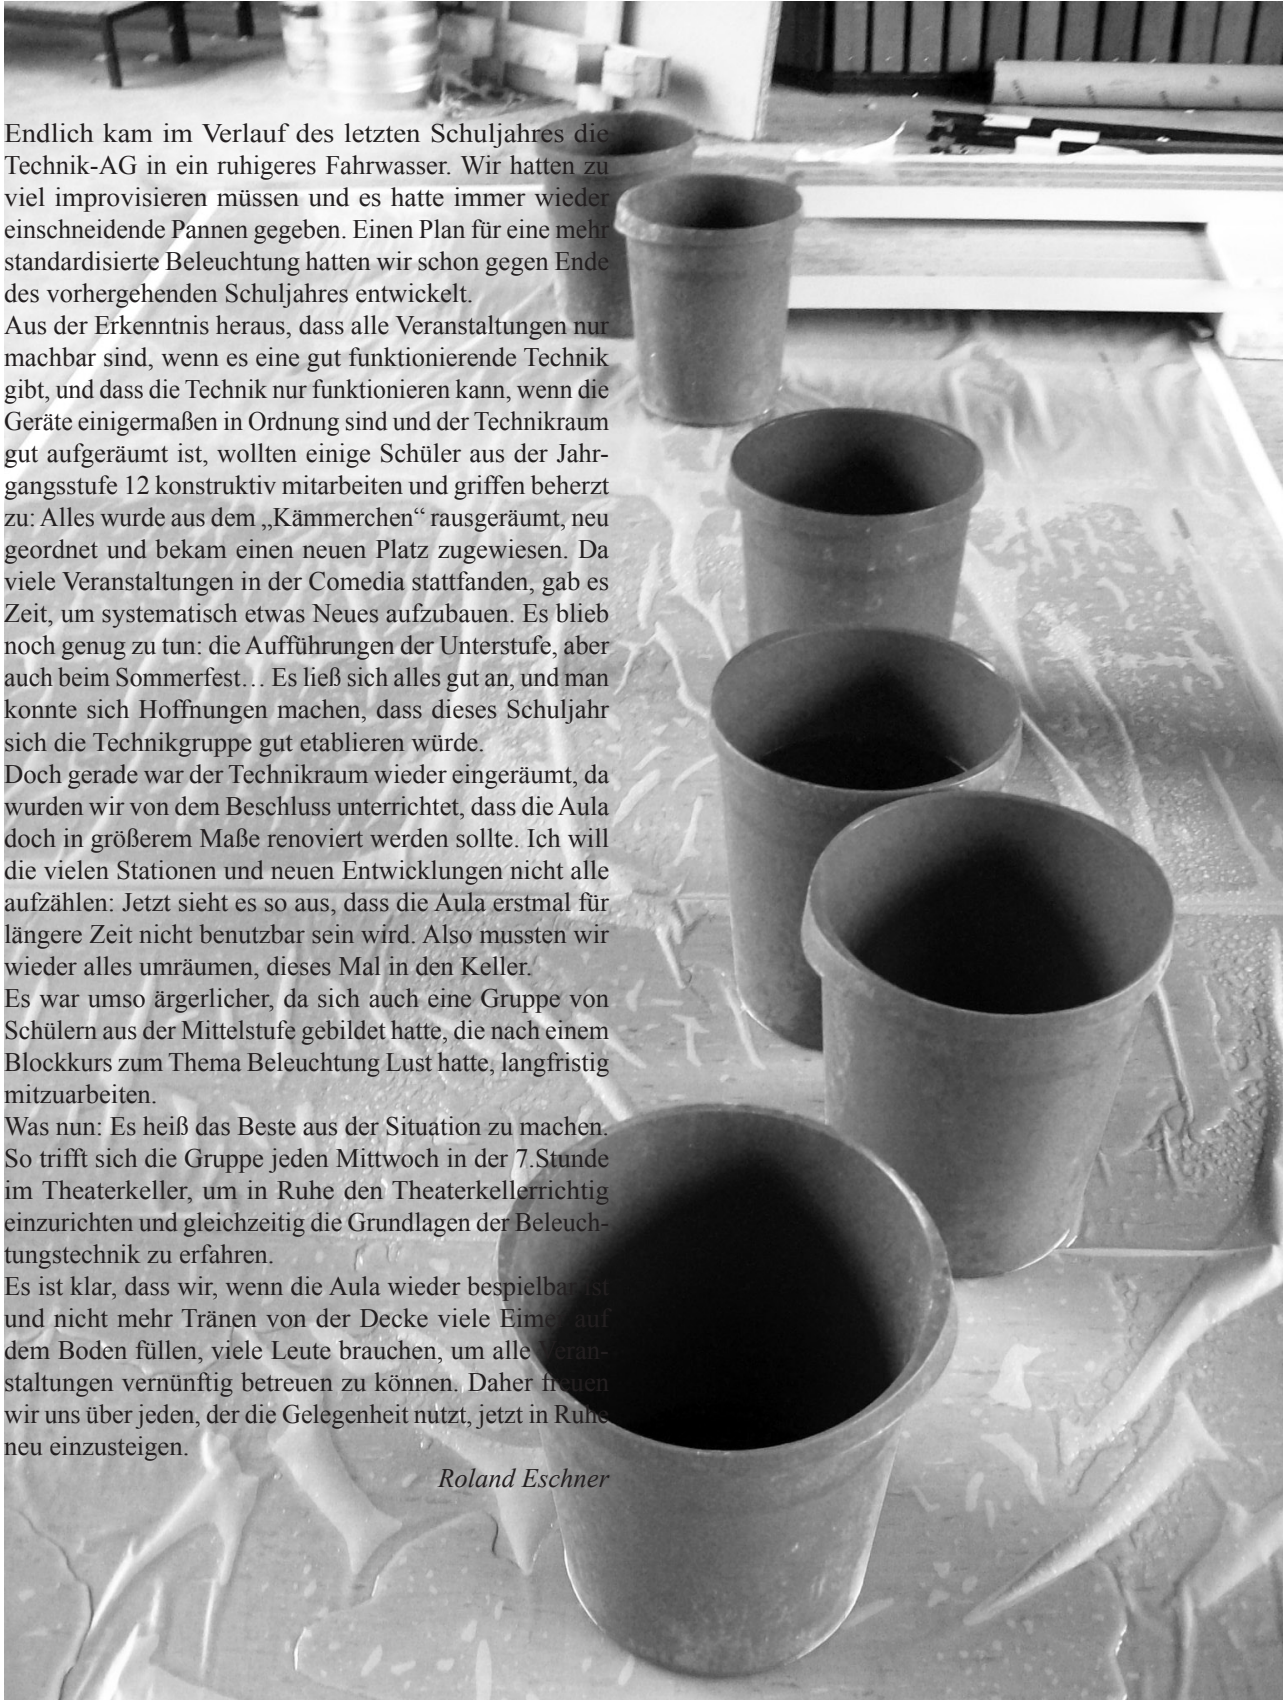 Endlich kam im Verlauf des letzten Schuljahres die
Technik-AG in ein ruhigeres Fahrwasser. Wir hatten zu
viel improvisieren müssen und es hatte immer wieder
einschneidende Pannen gegeben. Einen Plan für eine mehr
standardisierte Beleuchtung hatten wir schon gegen Ende
des vorhergehenden Schuljahres entwickelt.
Aus der Erkenntnis heraus, dass alle Veranstaltungen nur
machbar sind, wenn es eine gut funktionierende Technik
gibt, und dass die Technik nur funktionieren kann, wenn die
Geräte einigermaßen in Ordnung sind und der Technikraum
gut aufgeräumt ist, wollten einige Schüler aus der Jahr-
gangsstufe 12 konstruktiv mitarbeiten und griffen beherzt
zu: Alles wurde aus dem „Kämmerchen“ rausgeräumt, neu
geordnet und bekam einen neuen Platz zugewiesen. Da
viele Veranstaltungen in der Comedia stattfanden, gab es
Zeit, um systematisch etwas Neues aufzubauen. Es blieb
noch genug zu tun: die Aufführungen der Unterstufe, aber
auch beim Sommerfest… Es ließ sich alles gut an, und man
konnte sich Hoffnungen machen, dass dieses Schuljahr
sich die Technikgruppe gut etablieren würde.
Doch gerade war der Technikraum wieder eingeräumt, da
wurden wir von dem Beschluss unterrichtet, dass die Aula
doch in größerem Maße renoviert werden sollte. Ich will
die vielen Stationen und neuen Entwicklungen nicht alle
aufzählen: Jetzt sieht es so aus, dass die Aula erstmal für
längere Zeit nicht benutzbar sein wird. Also mussten wir
wieder alles umräumen, dieses Mal in den Keller.
Es war umso ärgerlicher, da sich auch eine Gruppe von
Schülern aus der Mittelstufe gebildet hatte, die nach einem
Blockkurs zum Thema Beleuchtung Lust hatte, langfristig
mitzuarbeiten.
Was nun: Es heiß das Beste aus der Situation zu machen.
So trifft sich die Gruppe jeden Mittwoch in der 7.Stunde
im Theaterkeller, um in Ruhe den Theaterkellerrichtig
einzurichten und gleichzeitig die Grundlagen der Beleuch-
tungstechnik zu erfahren.
Es ist klar, dass wir, wenn die Aula wieder bespielbar ist
und nicht mehr Tränen von der Decke viele Eimer auf
dem Boden füllen, viele Leute brauchen, um alle Veran-
staltungen vernünftig betreuen zu können. Daher freuen
wir uns über jeden, der die Gelegenheit nutzt, jetzt in Ruhe
neu einzusteigen.
Roland Eschner